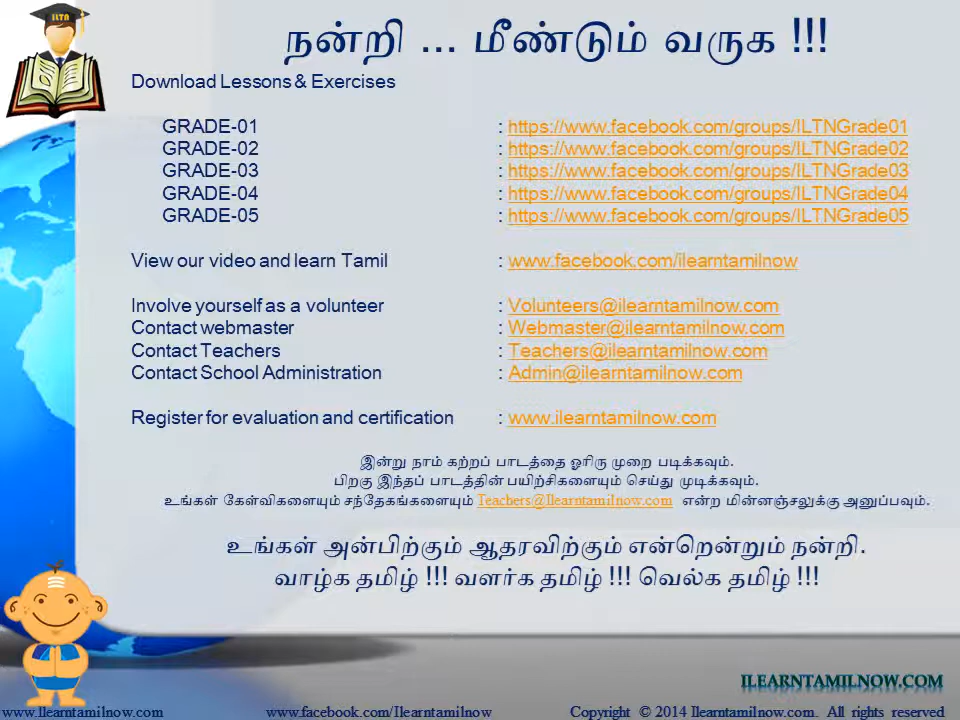 ILTN
நன்றி ... மீண்டும் வருக !!!
Download Lessons & Exercises
GRADE-01 : https://www.facebook.com/groups/ILTNGrade01
GRADE-02 : https://www.facebook.com/groups/ILTNGrade02
GRADE-03 : https://www.facebook.com/groups/ILTNGrade03
GRADE-04 : https://www.facebook.com/groups/ILTNGrade04
GRADE-05 : https://www.facebook.com/groups/ILTNGrade05
View our video and learn Tamil : www.facebook.com/ilearntamilnow
Involve yourself as a volunteer : Volunteers@ilearntamilnow.com
Contact webmaster : Webmaster@ilearntamilnow.com
Contact Teachers : Teachers@ilearntamilnow.com
Contact School Administration : Admin@ilearntamilnow.com
Register for evaluation and certification : www.ilearntamilnow.com
இன்று நாம் கற்றப் பாடத்தை ஓரிரு முறை படிக்கவும்.
பிறகு இந்தப் பாடத்தின் பயிற்சிகளையும் செய்து முடிக்கவும்.
உங்கள் கேள்விகளையும் சந்தேகங்களையும் Teachers@Ilearntamilnow.com என்ற மின்னஞ்சலுக்கு அனுப்பவும்.
உங்கள் அன்பிற்கும் ஆதரவிற்கும் என்றென்றும் நன்றி.
வாழ்க தமிழ் !!! வளர்க தமிழ் !!! வெல்க தமிழ் !!!
ILEARNTAMILNOW.COM
www.Ilearntamilnow.com www.facebook.com/Ilearntamilnow Copyright © 2014 Ilearntamilnow.com. All rights reserved